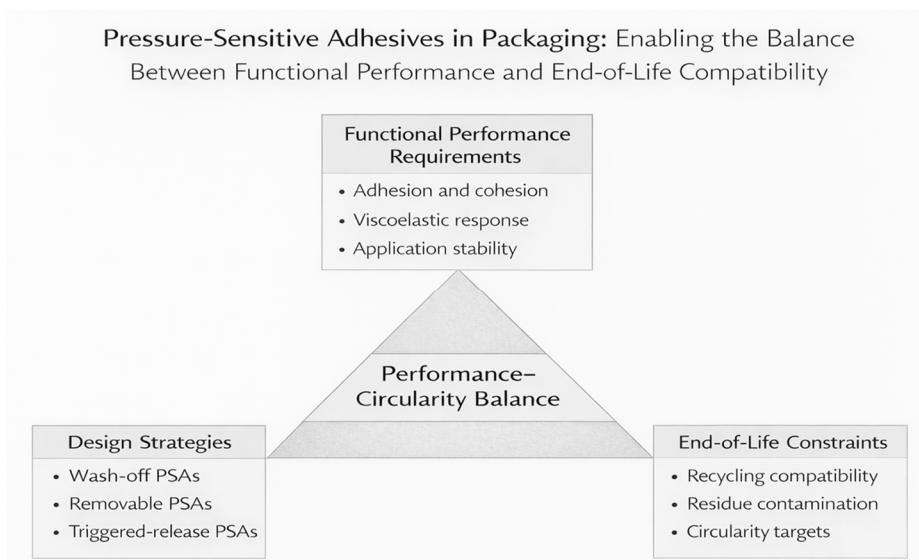 Pressure-Sensitive Adhesives in Packaging: Enabling the Balance
Between Functional Performance and End-of-Life Compatibility
Functional Performance
Requirements
• Adhesion and cohesion
• Viscoelastic response
• Application stability
Performance–
Circularity Balance
Design Strategies
• Wash-off PSAs
• Removable PSAs
• Triggered-release PSAs
End-of-Life Constraints
• Recycling compatibility
• Residue contamination
• Circularity targets